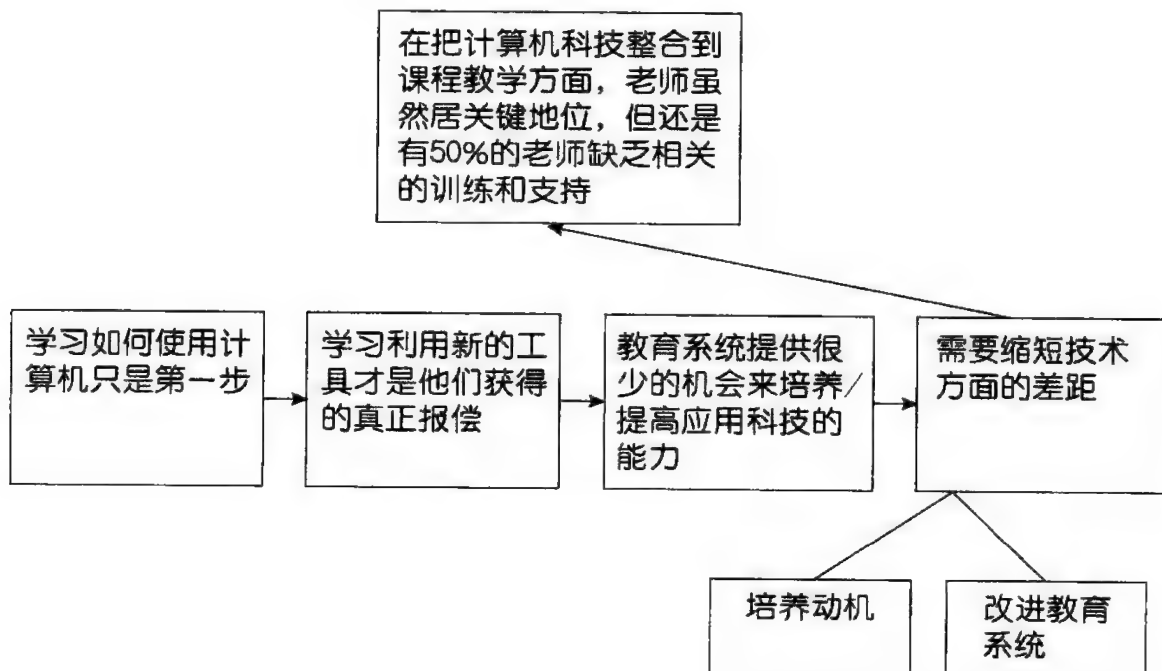 在把计算机科技整合到
课程教学方面，老师虽
然居关键地位，但还是
有50%的老师缺乏相关
的训练和支持
学习如何使用计
算机只是第一步
学习利用新的工
具才是他们获得
的真正报偿
教育系统提供很
少的机会来培养/
提高应用科技的
能力
需要缩短技术
方面的差距
培养动机
改进教育
系统